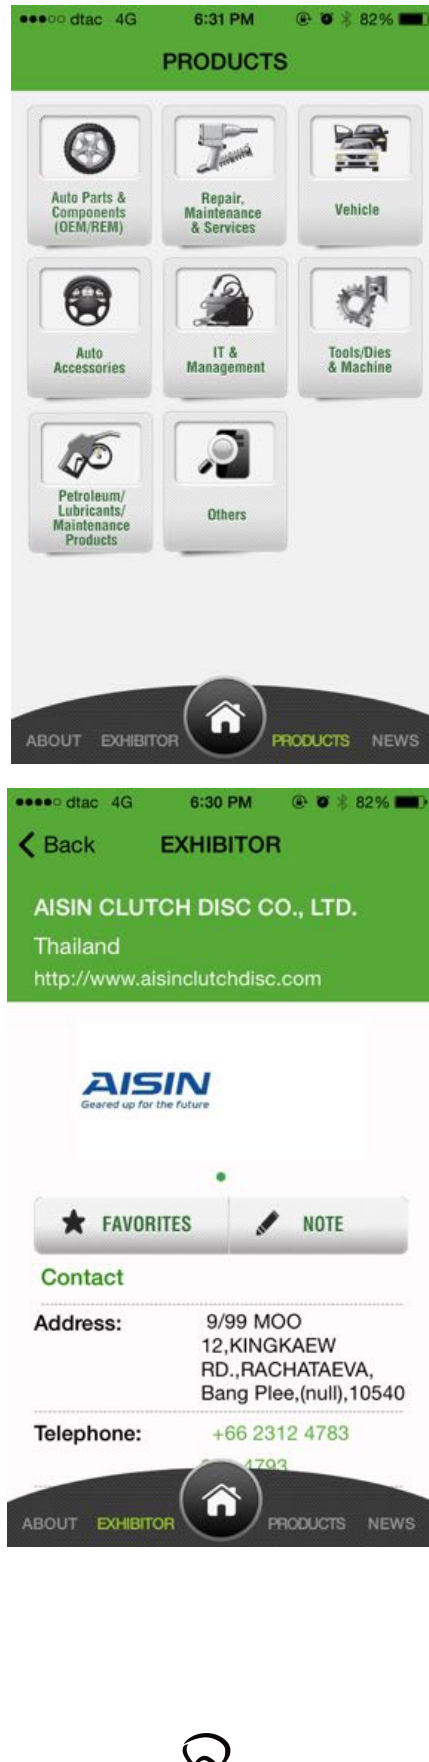 dtac 4G 6:31 PM 82%
PRODUCTS
Auto Parts &
Components
(OEM/REM)
Repair,
Maintenance
& Services
Vehicle
Auto
Accessories
IT &
Management
Tools/Dies
& Machine
Petroleum/
Lubricants/
Maintenance
Products
Others
ABOUT EXHIBITOR PRODUCTS NEWS
dtac 4G 6:30 PM 82%
Back EXHIBITOR
AISIN CLUTCH DISC CO., LTD.
Thailand
http://www.aisinclutchdisc.com
AISIN
Geared up for the future
FAVORITES NOTE
Contact
Address: 9/99 MOO
12,KINGKAEW
RD.,RACHATAEVA,
Bang Plee,(null),10540
Telephone: +66 2312 4783
4793
ABOUT EXHIBITOR PRODUCTS NEWS